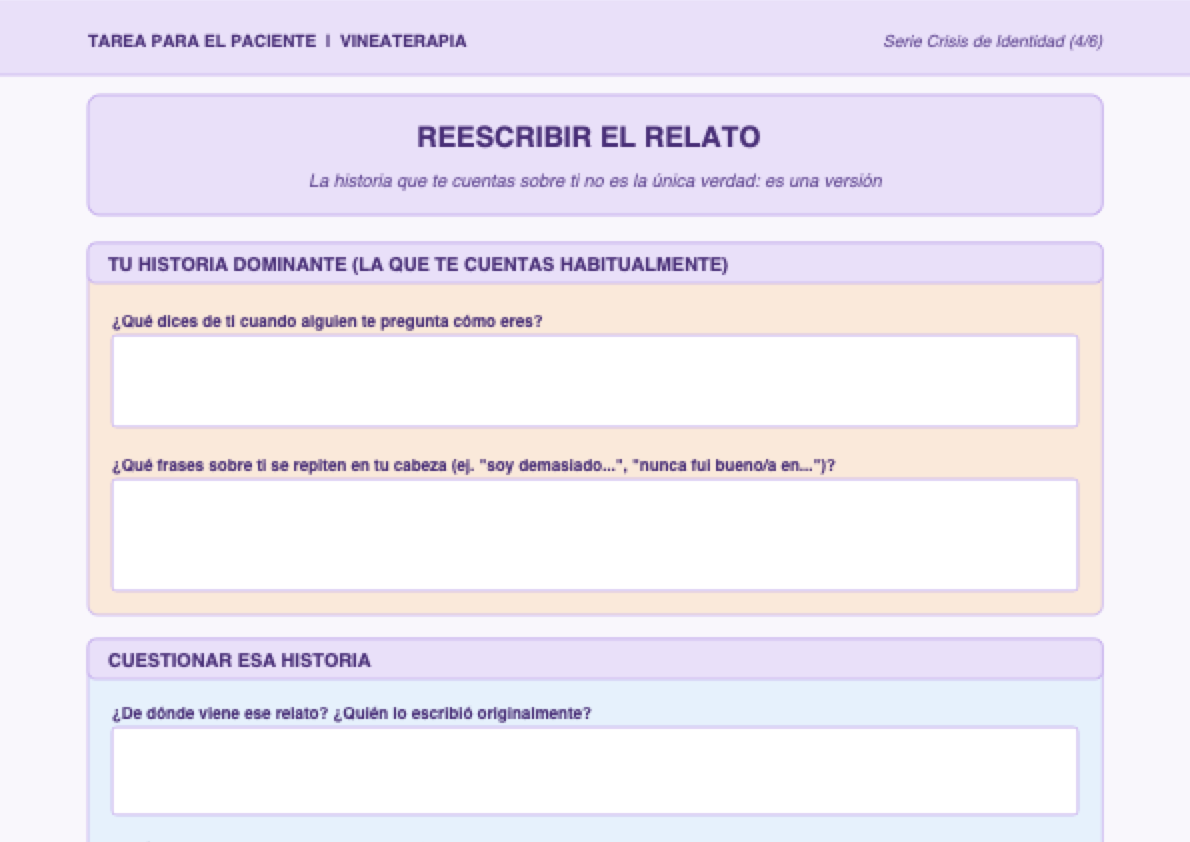 TAREA PARA EL PACIENTE | VINEATERAPIA
Serie Crisis de Identidad (4/6)
REESCRIBIR EL RELATO
La historia que te cuentas sobre ti no es la única verdad: es una versión
TU HISTORIA DOMINANTE (LA QUE TE CUENTAS HABITUALMENTE)
¿Qué dices de ti cuando alguien te pregunta cómo eres?
¿Qué frases sobre ti se repiten en tu cabeza (ej. "soy demasiado...", "nunca fui bueno/a en...")?
CUESTIONAR ESA HISTORIA
¿De dónde viene ese relato? ¿Quién lo escribió originalmente?